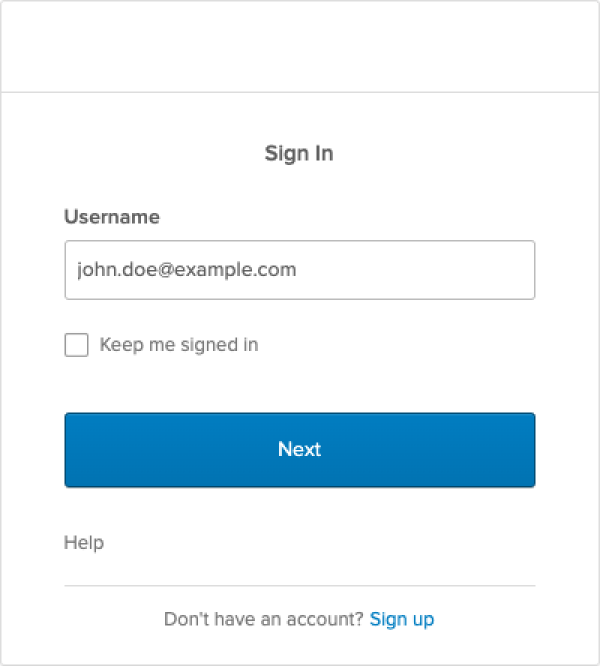 Sign In
Username
john.doe@example.com
Keep me signed in
Next
Help
Don't have an account? Sign up